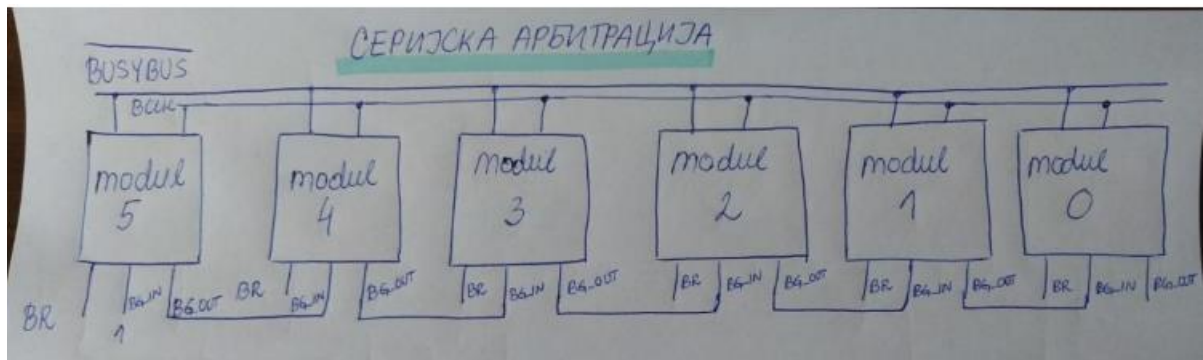 СЕРИЈСКА АРБИТРАЦИЈА
BUSYBUS
BCLK
modul modul modul modul modul modul
5 4 3 2 1 0
BR BG_IN BG_OUT BR BG_IN BG_OUT BR BG_IN BG_OUT BR BG_IN BG_OUT BR BG_IN BG_OUT BR BG_IN BG_OUT
1